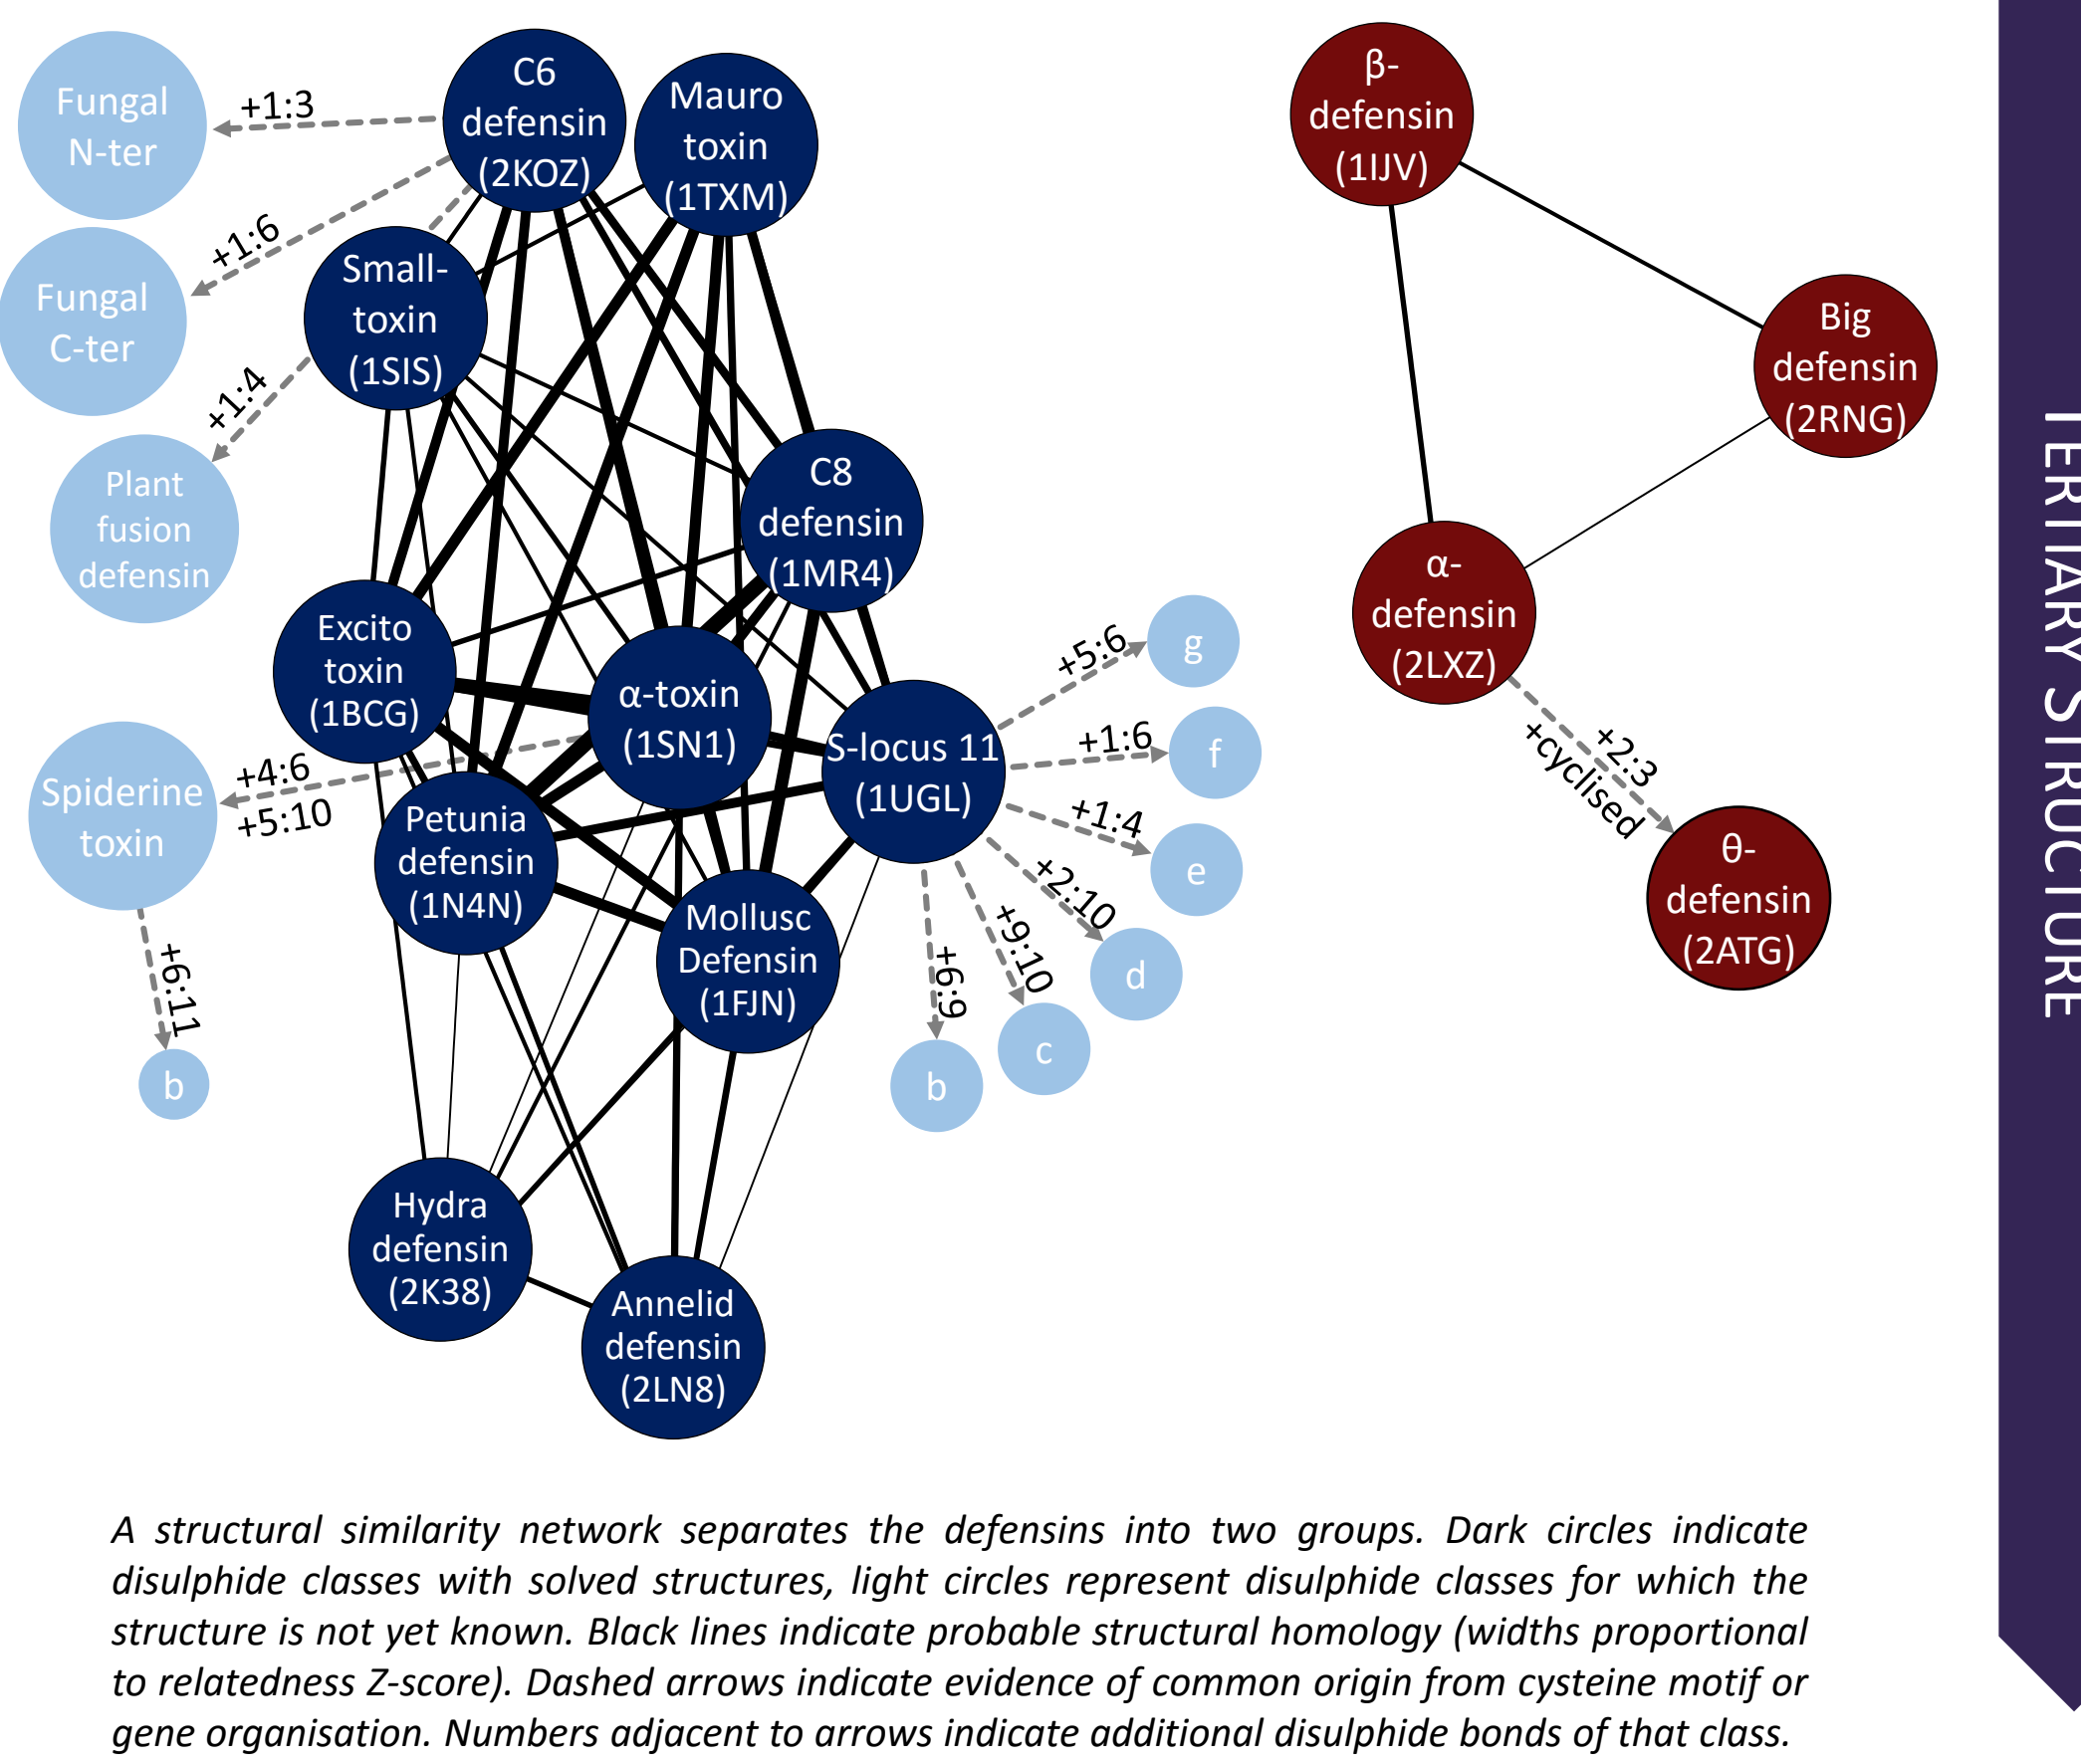 Fungal
N-ter
+1:3
C6
defensin
(2KOZ)
Mauro
toxin
(1TXM)
+1:6
Fungal
C-ter
Small-
toxin
(1SIS)
+1:4
Plant
fusion
defensin
C8
defensin
(1MR4)
Excito
toxin
(1BCG)
α-toxin
(1SN1)
S-locus 11
(1UGL)
Spiderine
toxin
+4:6
+5:10
Petunia
defensin
(1N4N)
Mollusc
Defensin
(1FJN)
+6:11
b
Hydra
defensin
(2K38)
Annelid
defensin
(2LN8)
+5:6
g
+1:6
f
+1:4
e
+2:10
d
+9:10
c
+6:9
b
β-
defensin
(1IJV)
Big
defensin
(2RNG)
α-
defensin
(2LXZ)
+2:3
+cyclised
θ-
defensin
(2ATG)
TERTIARY STRUCTURE
A structural similarity network separates the defensins into two groups. Dark circles indicate
disulphide classes with solved structures, light circles represent disulphide classes for which the
structure is not yet known. Black lines indicate probable structural homology (widths proportional
to relatedness Z-score). Dashed arrows indicate evidence of common origin from cysteine motif or
gene organisation. Numbers adjacent to arrows indicate additional disulphide bonds of that class.